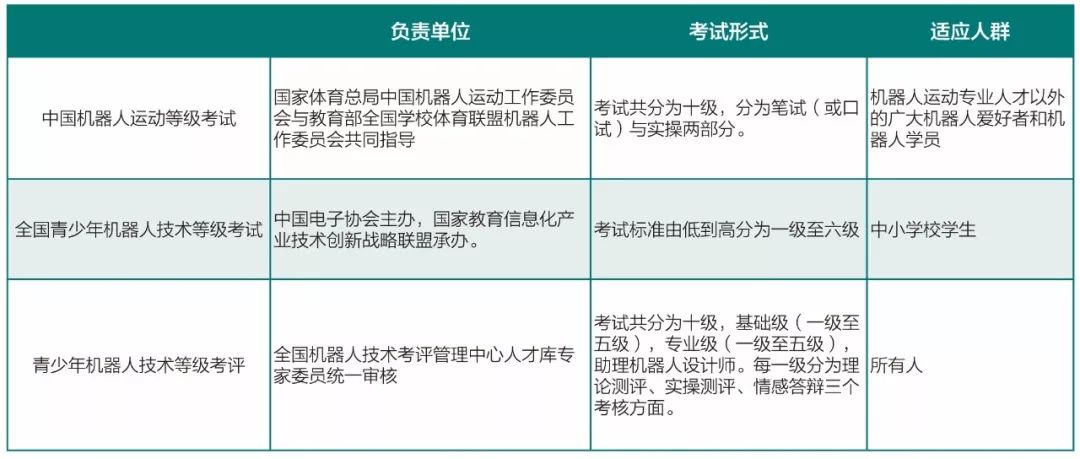 负责单位 考试形式 适应人群
中国机器人运动等级考试
国家体育总局中国机器人运动工作委员
会与教育部全国学校体育联盟机器人工
作委员会共同指导
考试共分为十级，分为笔试（或口
试）与实操两部分。
机器人运动专业人才以外
的广大机器人爱好者和机
器人学员
全国青少年机器人技术等级考试
中国电子协会主办，国家教育信息化产
业技术创新战略联盟承办。
考试标准由低到高分为一级至六级
中小学校学生
青少年机器人技术等级考评
全国机器人技术考评管理中心人才库专
家委员统一审核
考试共分为十级，基础级（一级至
五级），专业级（一级至五级），
助理机器人设计师。每一级分为理
论测评、实操测评、情感答辩三个
考核方面。
所有人